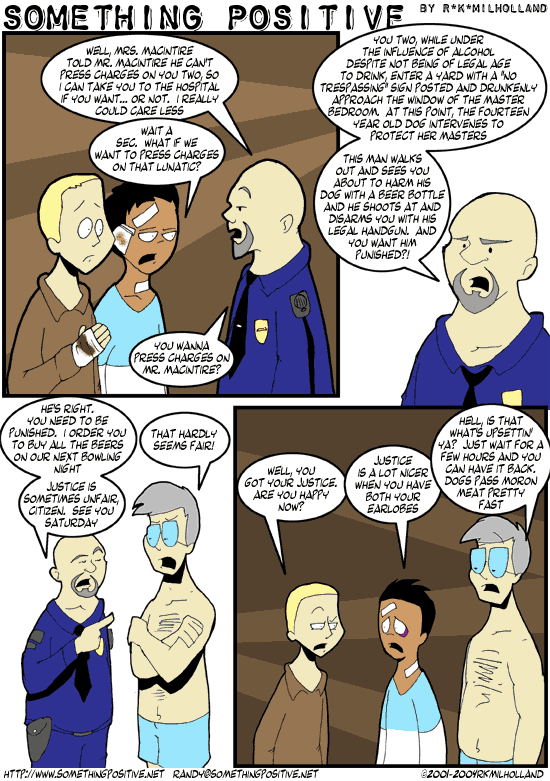 SOMETHING POSITIVE BY R*K*MILHOLLAND
WELL, MRS. MACINTIRE
TOLD MR. MACINTIRE HE CAN'T
PRESS CHARGES ON YOU TWO, SO
I CAN TAKE YOU TO THE HOSPITAL
IF YOU WANT... OR NOT. I REALLY
COULD CARE LESS
WAIT A
SEC. WHAT IF WE
WANT TO PRESS CHARGES
ON THAT LUNATIC?
YOU WANNA
PRESS CHARGES ON
MR. MACINTIRE?
YOU TWO, WHILE UNDER
THE INFLUENCE OF ALCOHOL
DESPITE NOT BEING OF LEGAL AGE
TO DRINK, ENTER A YARD WITH A "NO
TRESPASSING" SIGN POSTED AND DRUNKENLY
APPROACH THE WINDOW OF THE MASTER
BEDROOM. AT THIS POINT, THE FOURTEEN
YEAR OLD DOG INTERVENES TO
PROTECT HER MASTERS
THIS MAN WALKS
OUT AND SEES YOU
ABOUT TO HARM HIS
DOG WITH A BEER BOTTLE
AND HE SHOOTS AT AND
DISARMS YOU WITH HIS
LEGAL HANDGUN. AND
YOU WANT HIM
PUNISHED?!
HE'S RIGHT.
YOU NEED TO BE
PUNISHED. I ORDER YOU
TO BUY ALL THE BEERS
ON OUR NEXT BOWLING
NIGHT
THAT HARDLY
SEEMS FAIR!
JUSTICE IS
SOMETIMES UNFAIR,
CITIZEN. SEE YOU
SATURDAY
WELL, YOU
GOT YOUR JUSTICE.
ARE YOU HAPPY
NOW?
JUSTICE
IS A LOT NICER
WHEN YOU HAVE
BOTH YOUR
EARLOBES
HELL, IS THAT
WHAT'S UPSETTIN'
YA? JUST WAIT FOR A
FEW HOURS AND YOU
CAN HAVE IT BACK.
DOGS PASS MORON
MEAT PRETTY
FAST
HTTP://WWW.SOMETHINGPOSITIVE.NET RANDY@SOMETHINGPOSITIVE.NET ©2001-2009RKMILHOLLAND